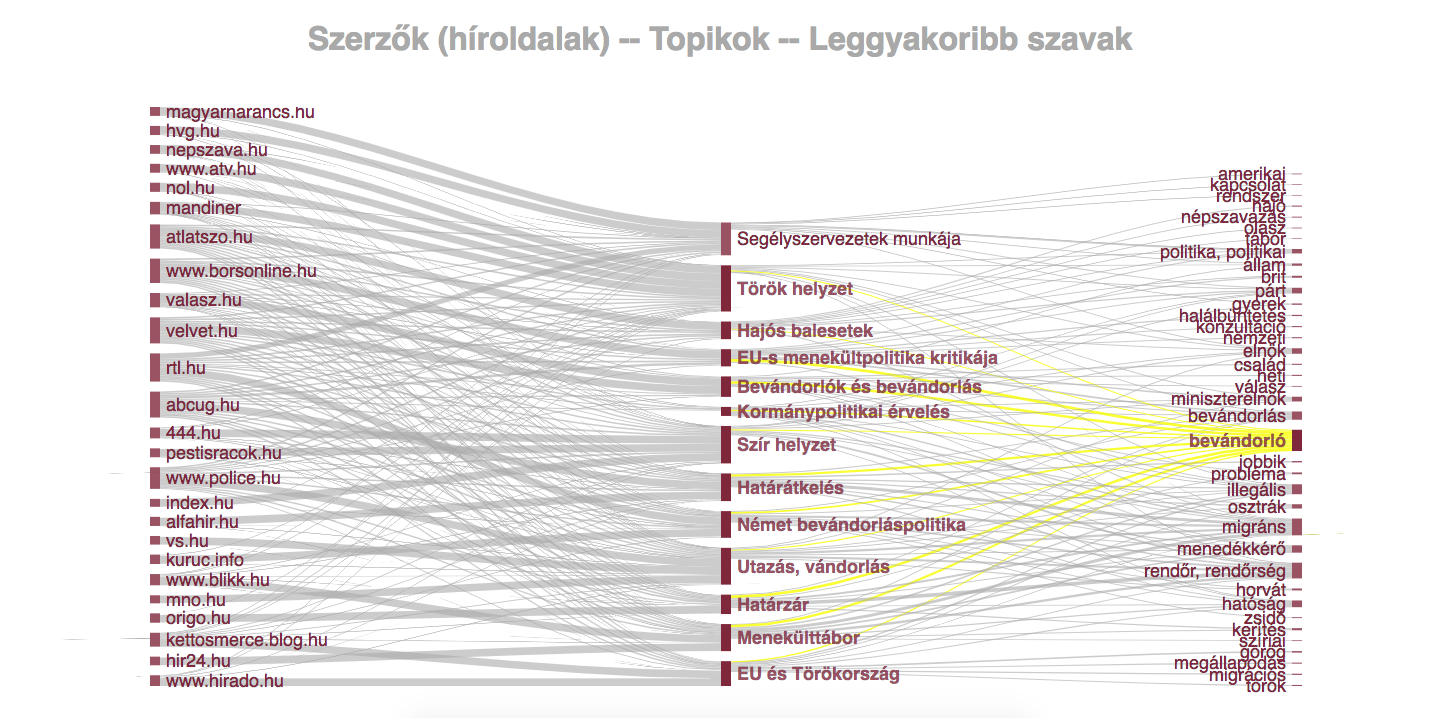 Szerzők (híroldalak) -- Topikok -- Leggyakoribb szavak
magyarnarancs.hu
hvg.hu
nepszava.hu
www.atv.hu
nol.hu
mandiner
atlatszo.hu
www.borsonline.hu
valasz.hu
velvet.hu
rtl.hu
abcug.hu
444.hu
pestisracok.hu
www.police.hu
index.hu
alfahir.hu
vs.hu
kuruc.info
www.blikk.hu
mno.hu
origo.hu
kettosmerce.blog.hu
hir24.hu
www.hirado.hu
Segélyszervezetek munkája
Török helyzet
Hajós balesetek
EU-s menekültpolitika kritikája
Bevándorlók és bevándorlás
Kormánypolitikai érvelés
Szír helyzet
Határátkelés
Német bevándorláspolitika
Utazás, vándorlás
Határzár
Menekülttábor
EU és Törökország
amerikai
kapcsolat
rendszer
háló
népszavazás
olasz
tábor
politika, politikai
állam
brit
párt
gyerek
halálbüntetés
konzultáció
nemzeti
elnök
család
heti
válasz
miniszterelnök
bevándorlás
bevándorló
jobbik
probléma
illegális
osztrák
migráns
menedékkérő
rendőr, rendőrség
horvát
hatóság
zsidó
kerítés
szíriai
görög
megállapodás
migrációs
török